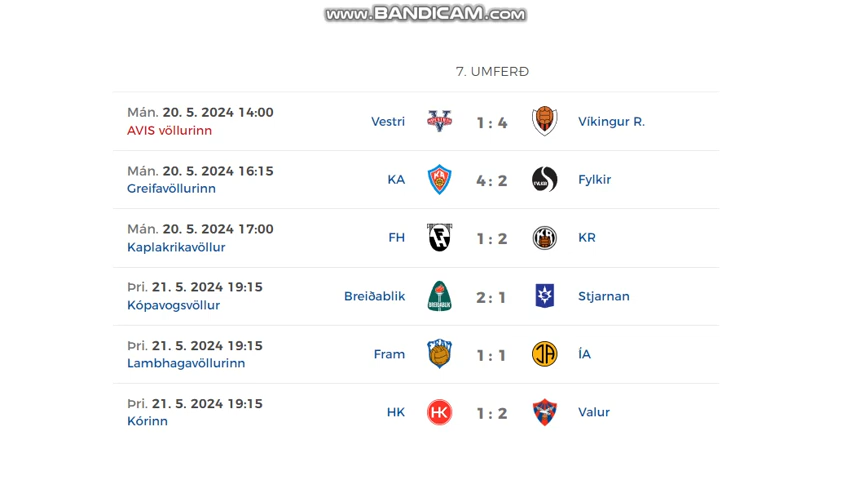 www.BANDICAM.com
7. UMFERÐ
Mán. 20. 5. 2024 14:00
AVIS völlurinn
Vestri 1 : 4 Víkingur R.
Mán. 20. 5. 2024 16:15
Greifavöllurinn
KA 4 : 2 Fylkir
Mán. 20. 5. 2024 17:00
Kaplakrikavöllur
FH 1 : 2 KR
Þri. 21. 5. 2024 19:15
Kópavogsvöllur
Breiðablik 2 : 1 Stjarnan
Þri. 21. 5. 2024 19:15
Lambhagavöllurinn
Fram 1 : 1 ÍA
Þri. 21. 5. 2024 19:15
Kórinn
HK HK 1 : 2 Valur